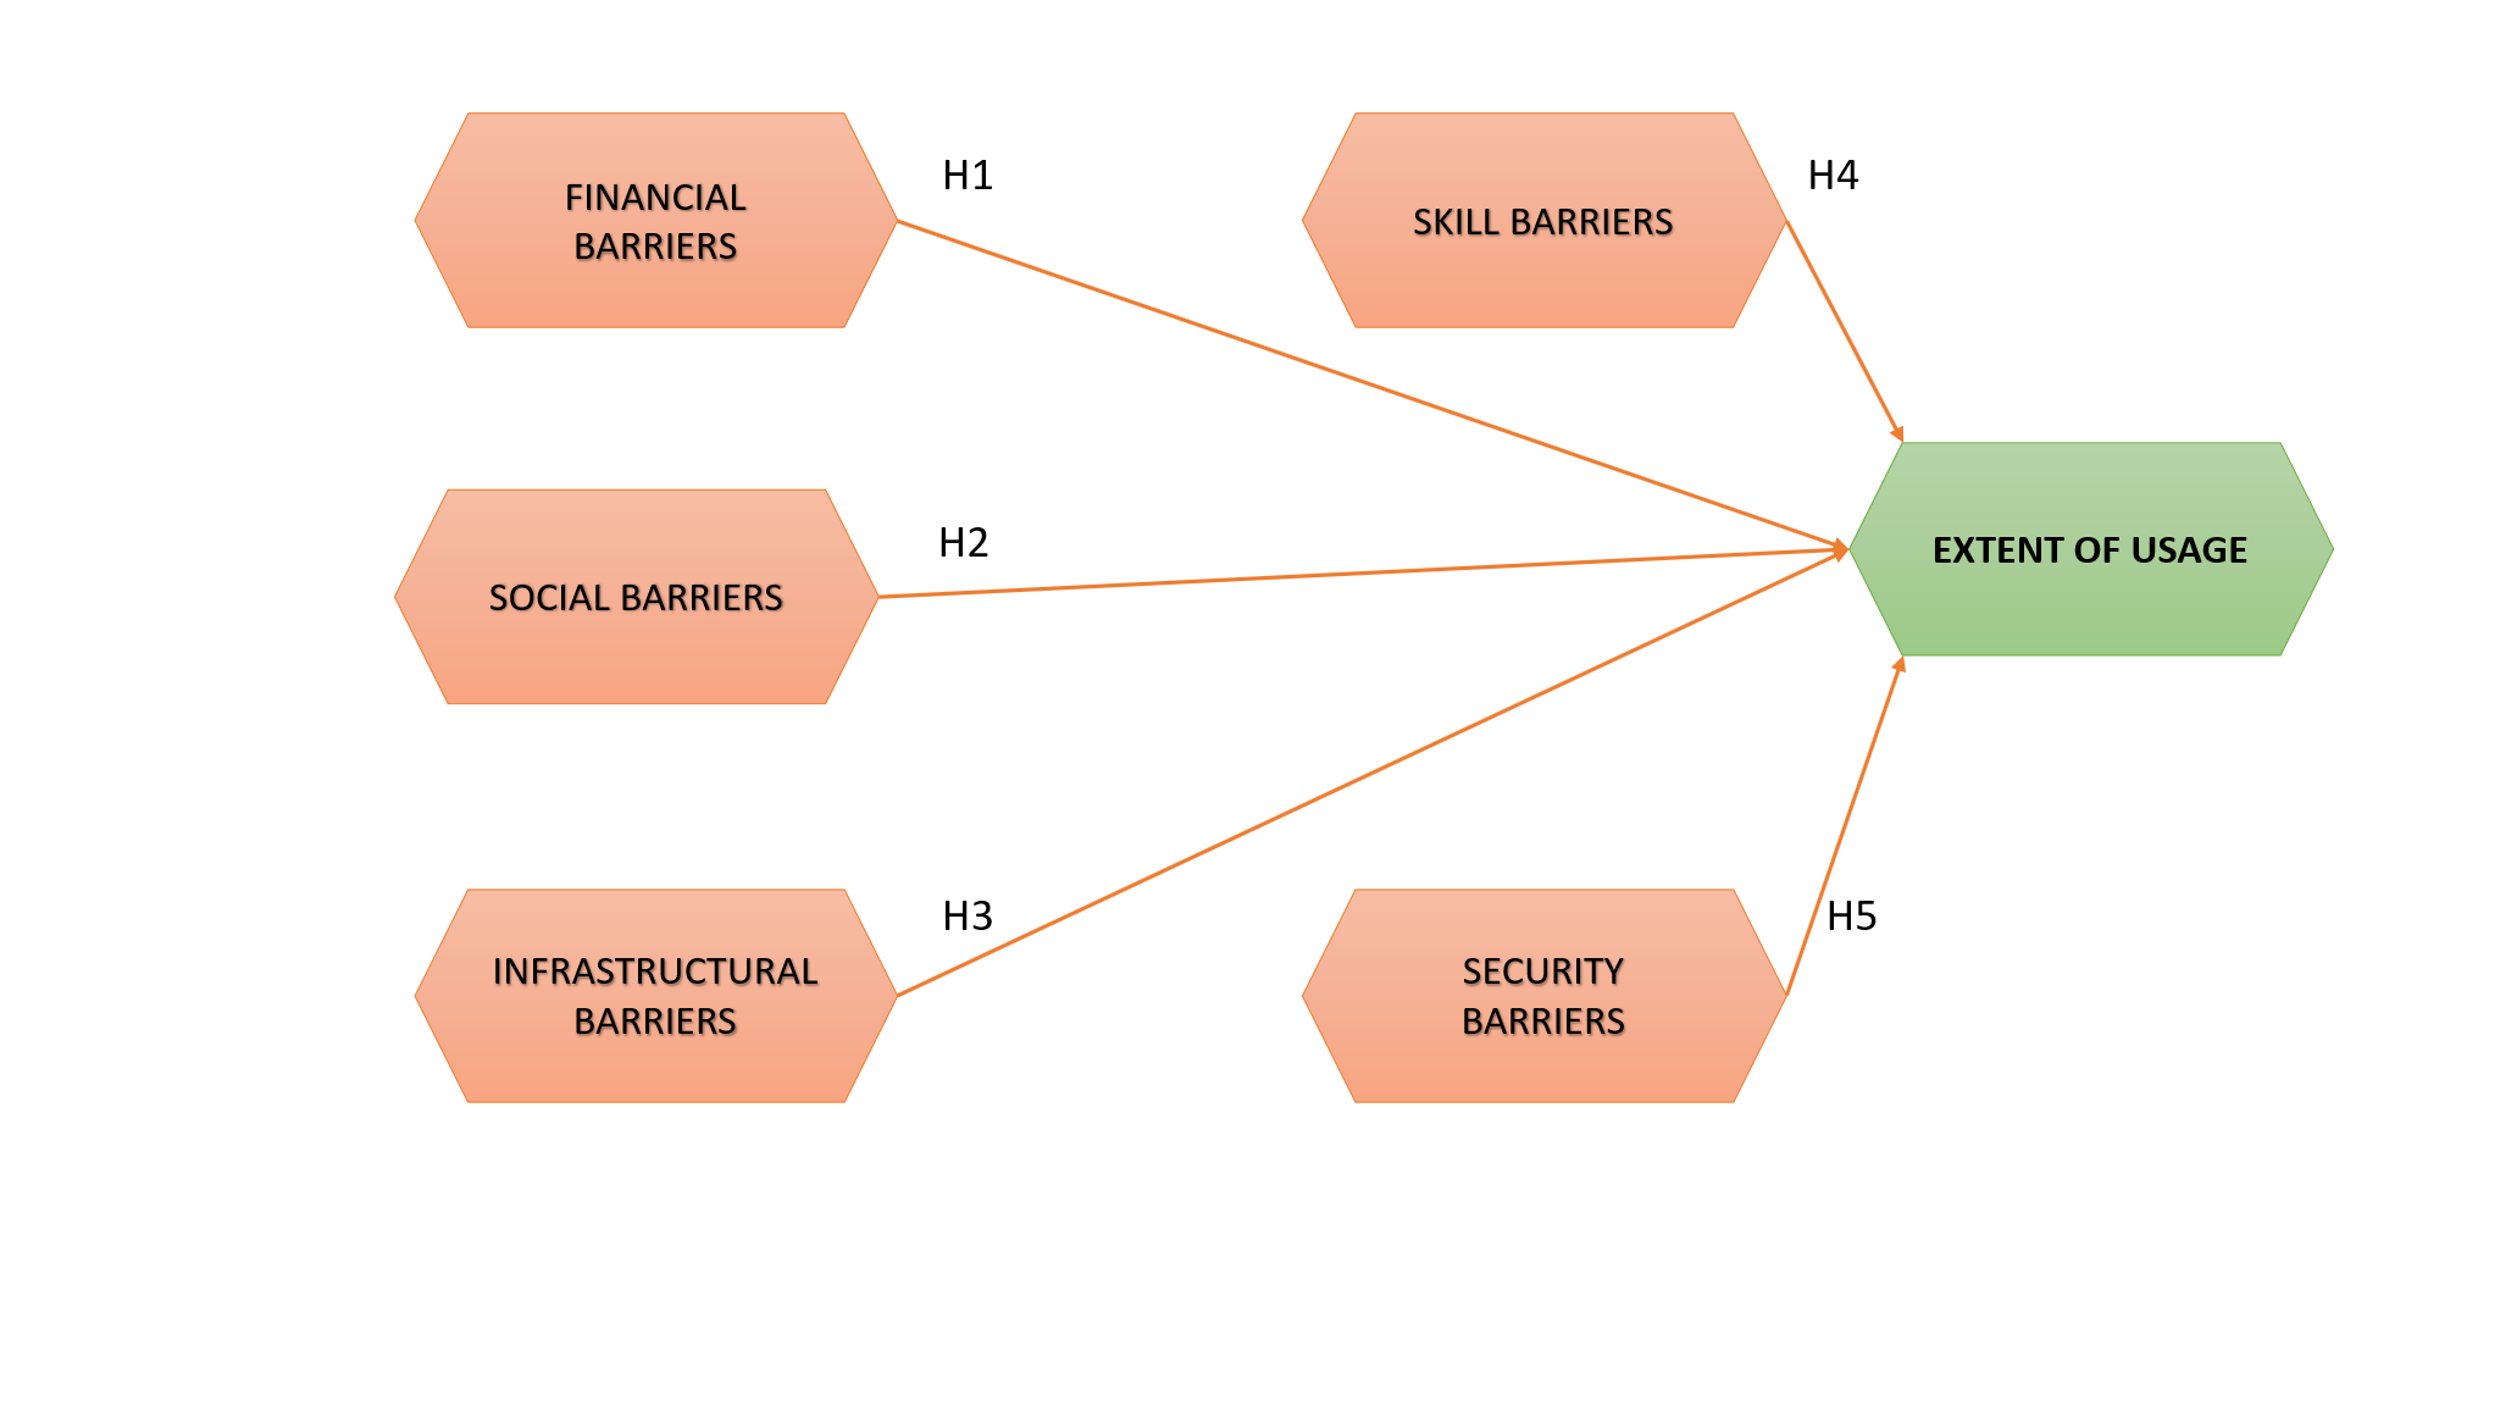 FINANCIAL
BARRIERS
H1
SKILL BARRIERS
H4
SOCIAL BARRIERS
H2
EXTENT OF USAGE
INFRASTRUCTURAL
BARRIERS
H3
SECURITY
BARRIERS
H5